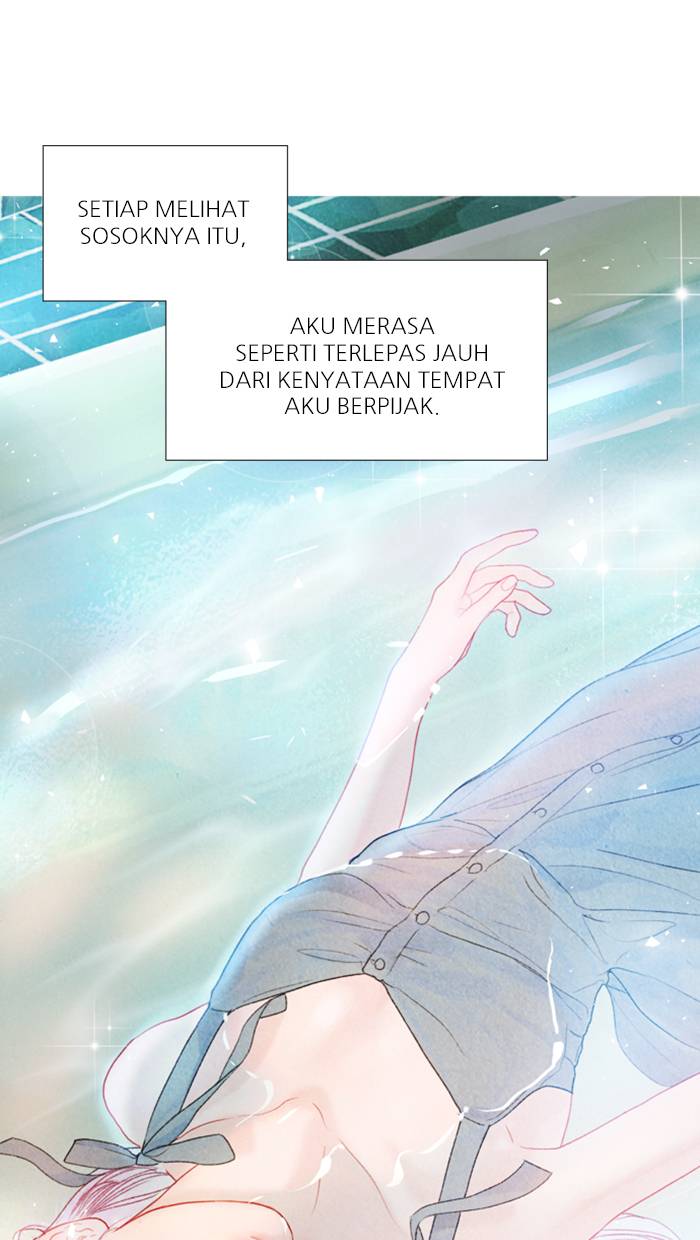 SETIAP MELIHAT
SOSOKNYA ITU,
AKU MERASA
SEPERTI TERLEPAS JAUH
DARI KENYATAAN TEMPAT
AKU BERPIJAK.